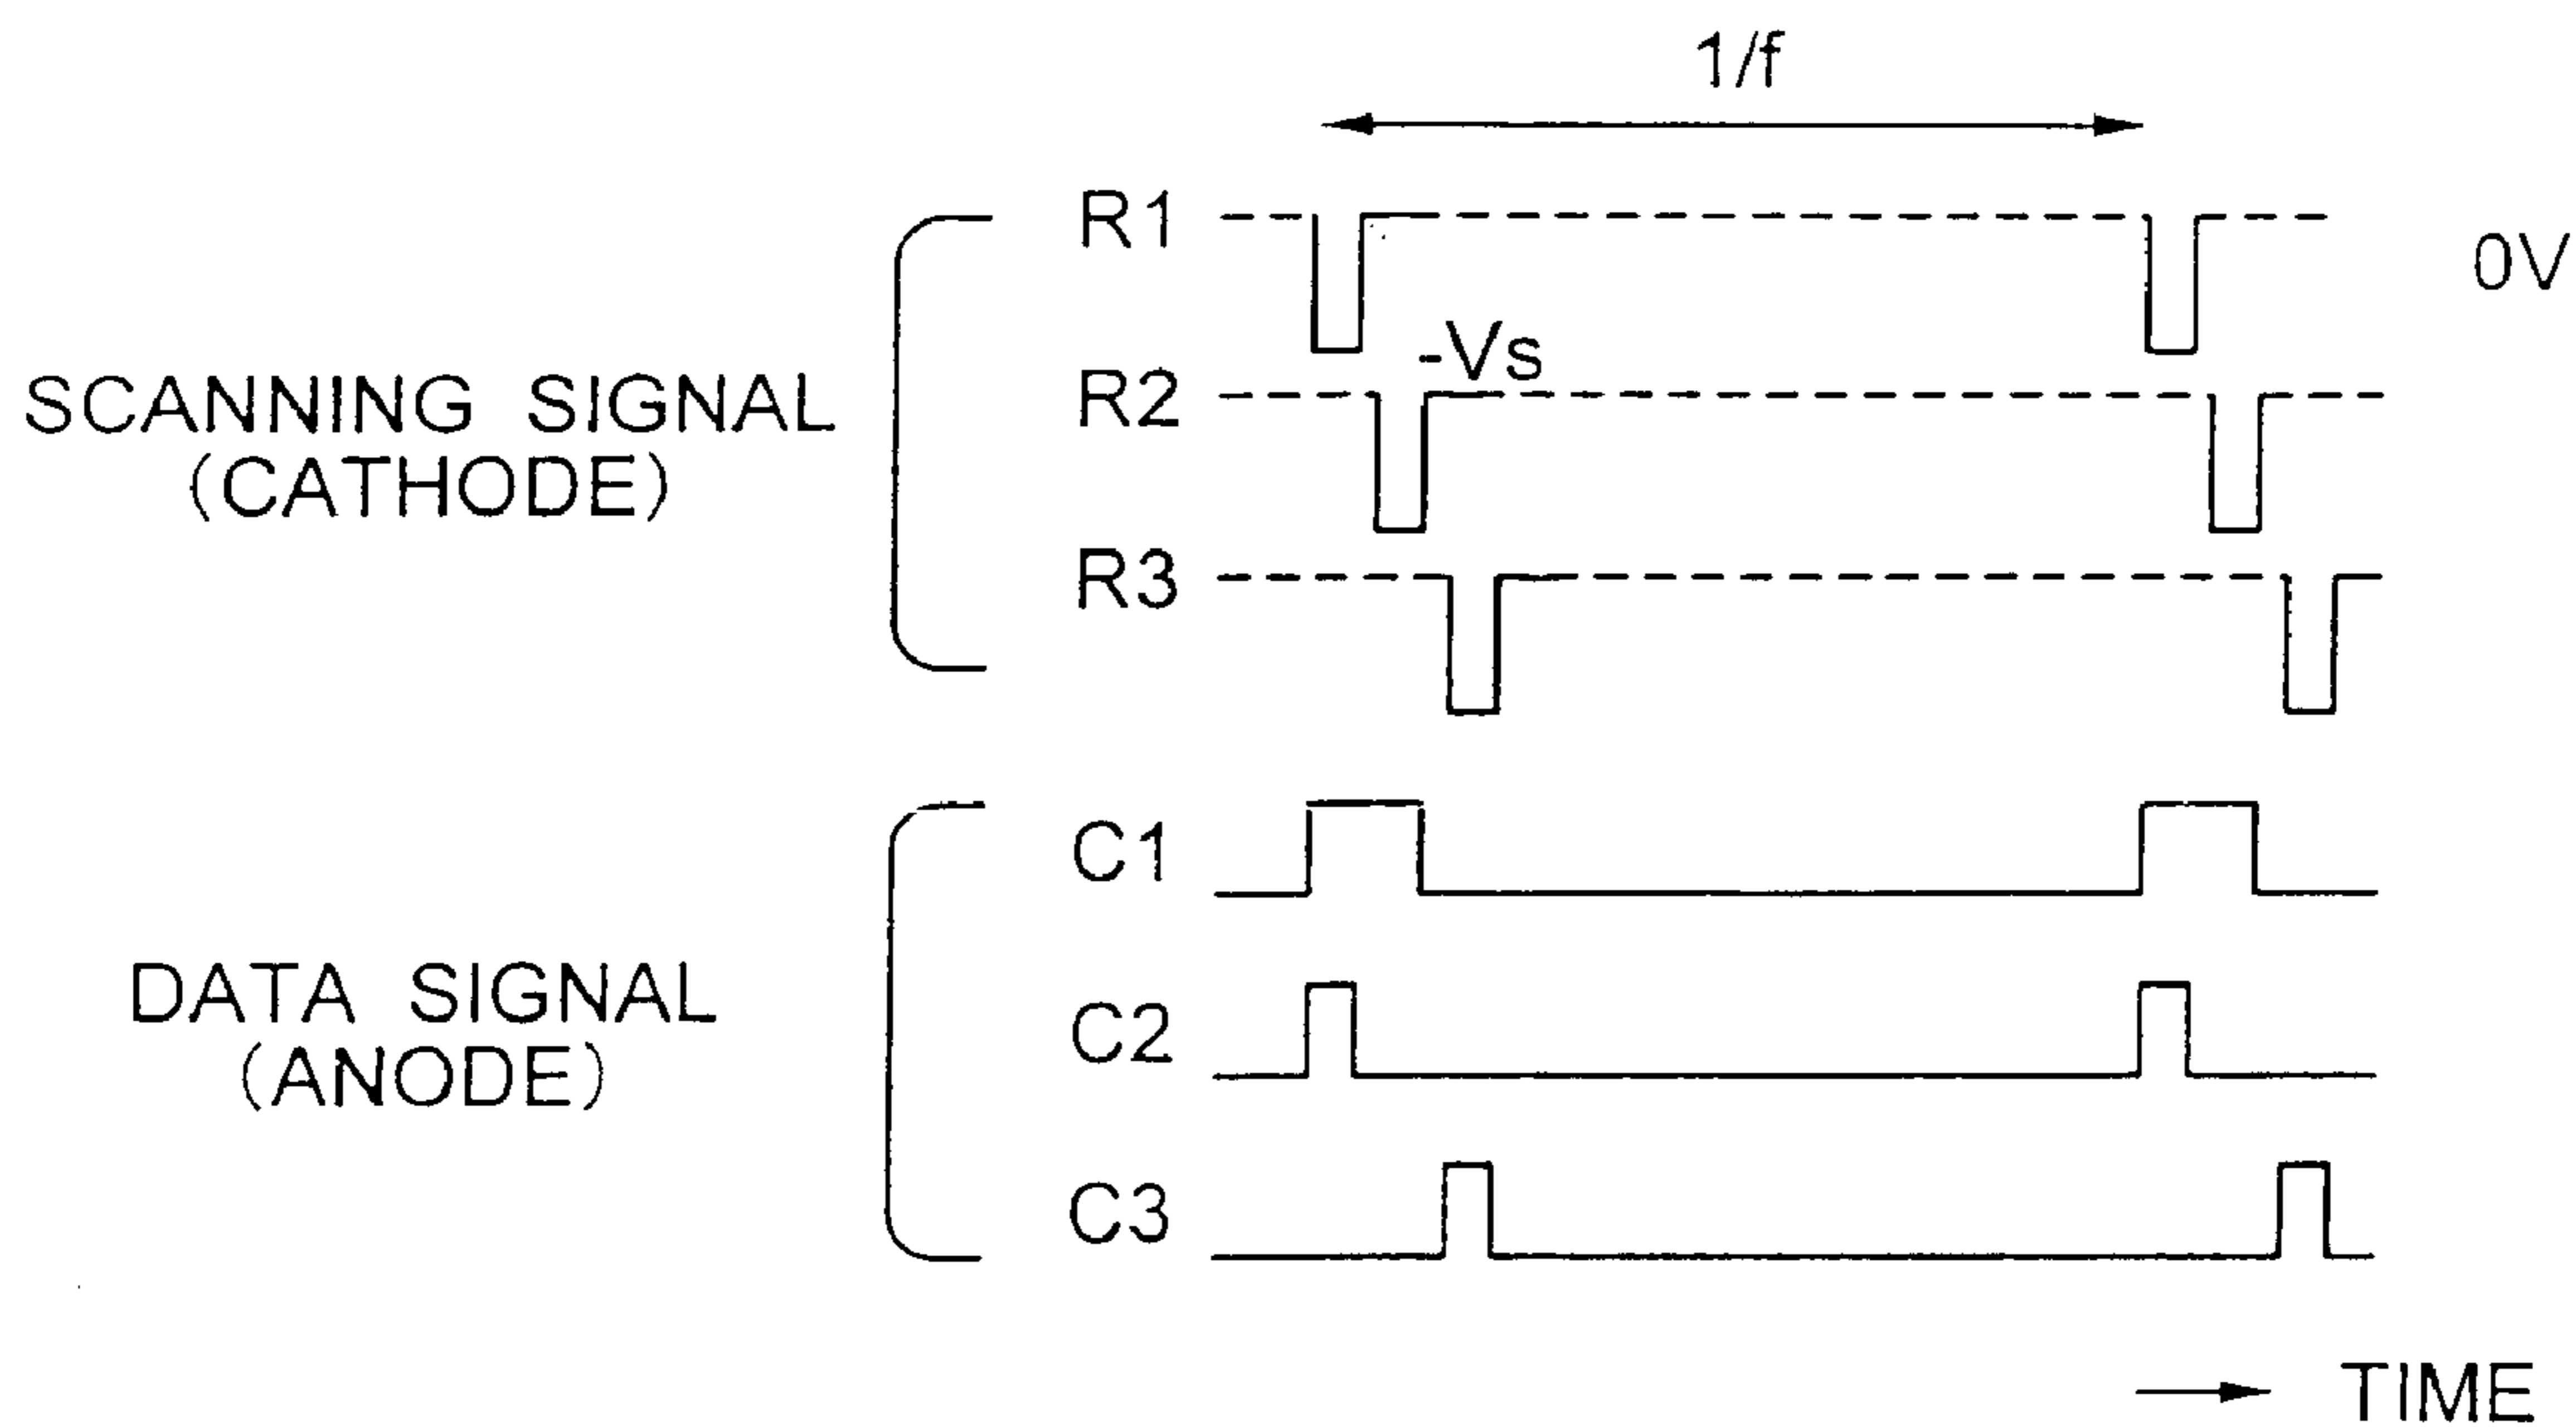 1/f
R1
0V
-Vs
SCANNING SIGNAL
(CATHODE)
R2
R3
C1
DATA SIGNAL
(ANODE)
C2
C3
TIME